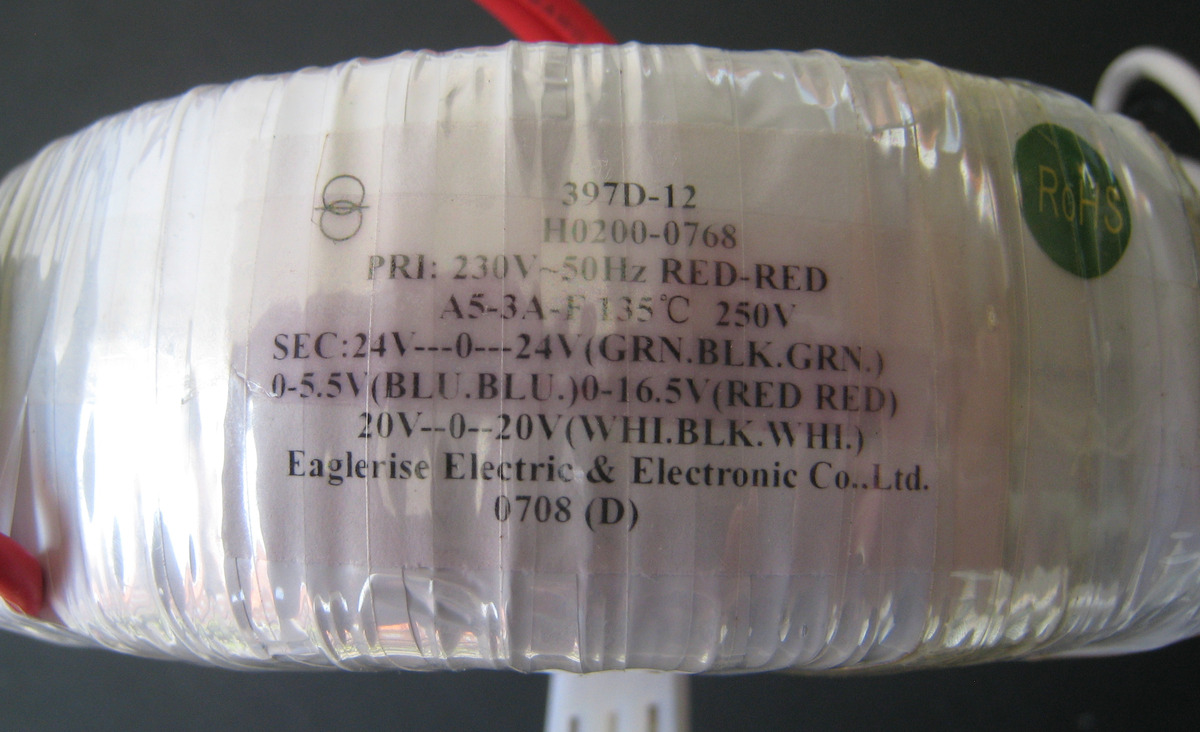 397D-12
H0200-0768
PRI: 230V~50Hz RED-RED
A5-3A-F 135℃ 250V
SEC:24V---0---24V(GRN.BLK.GRN.)
0-5.5V(BLU.BLU.)0-16.5V(RED RED)
20V--0--20V(WHI.BLK.WHI.)
Eaglerise Electric & Electronic Co..Ltd.
0708 (D)
RoHS